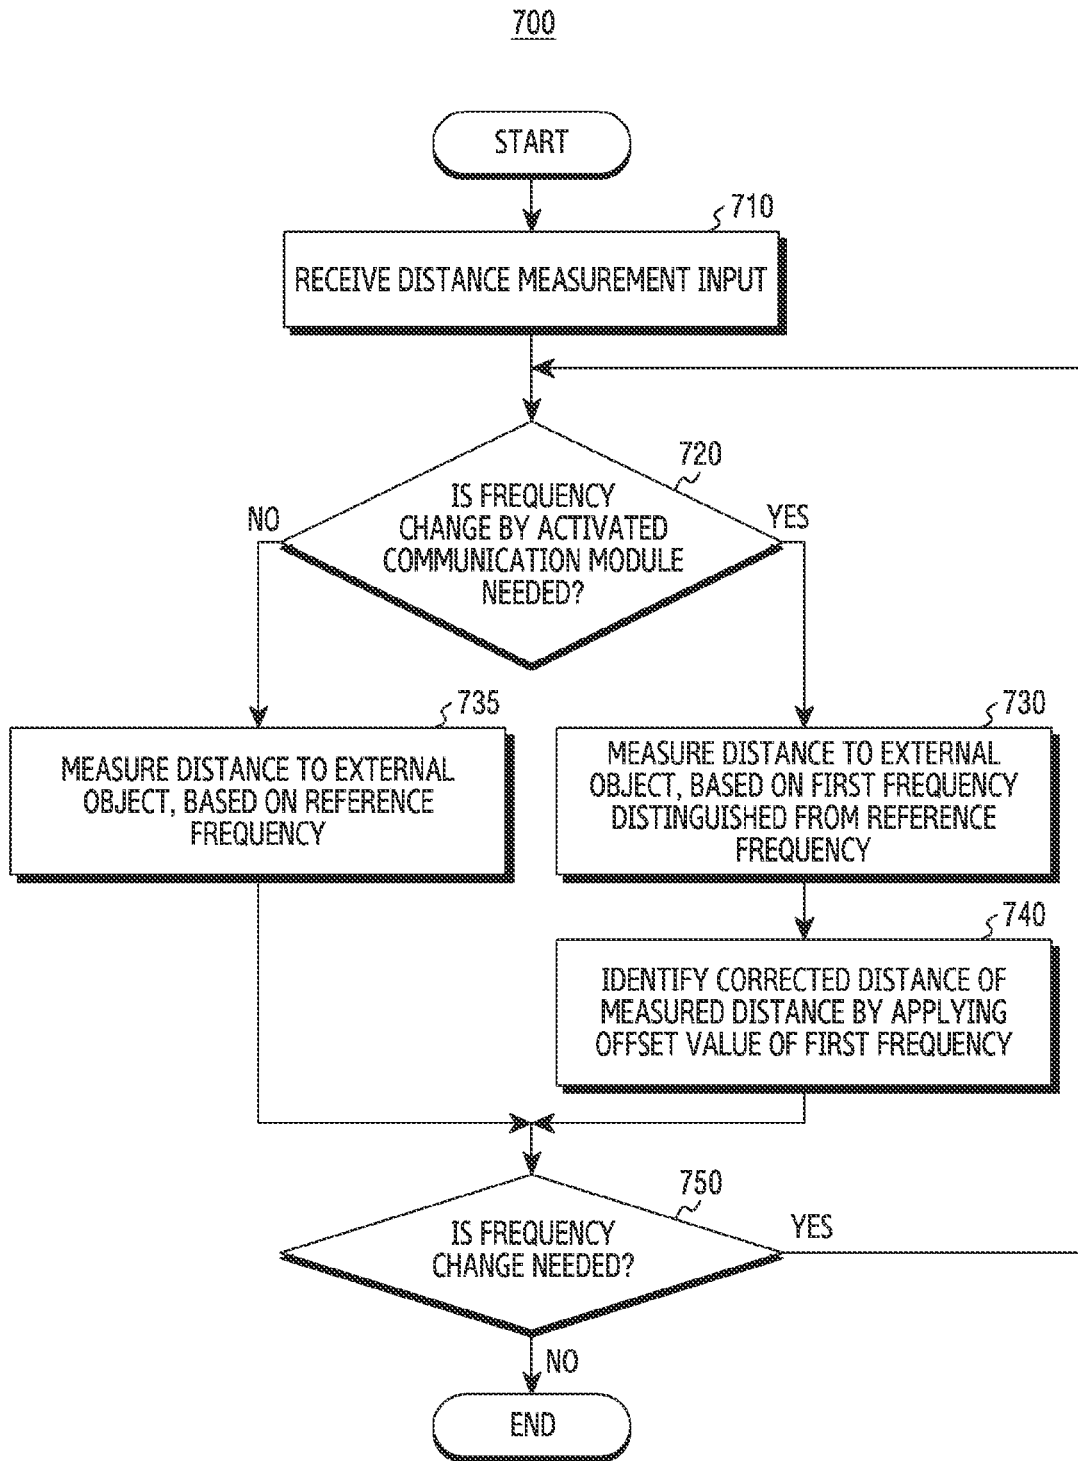 700
START
710
RECEIVE DISTANCE MEASUREMENT INPUT
720
IS FREQUENCY
CHANGE BY ACTIVATED
COMMUNICATION MODULE
NEEDED?
NO
YES
735
MEASURE DISTANCE TO EXTERNAL
OBJECT, BASED ON REFERENCE
FREQUENCY
730
MEASURE DISTANCE TO EXTERNAL
OBJECT, BASED ON FIRST FREQUENCY
DISTINGUISHED FROM REFERENCE
FREQUENCY
740
IDENTIFY CORRECTED DISTANCE OF
MEASURED DISTANCE BY APPLYING
OFFSET VALUE OF FIRST FREQUENCY
750
IS FREQUENCY
CHANGE NEEDED?
YES
NO
END